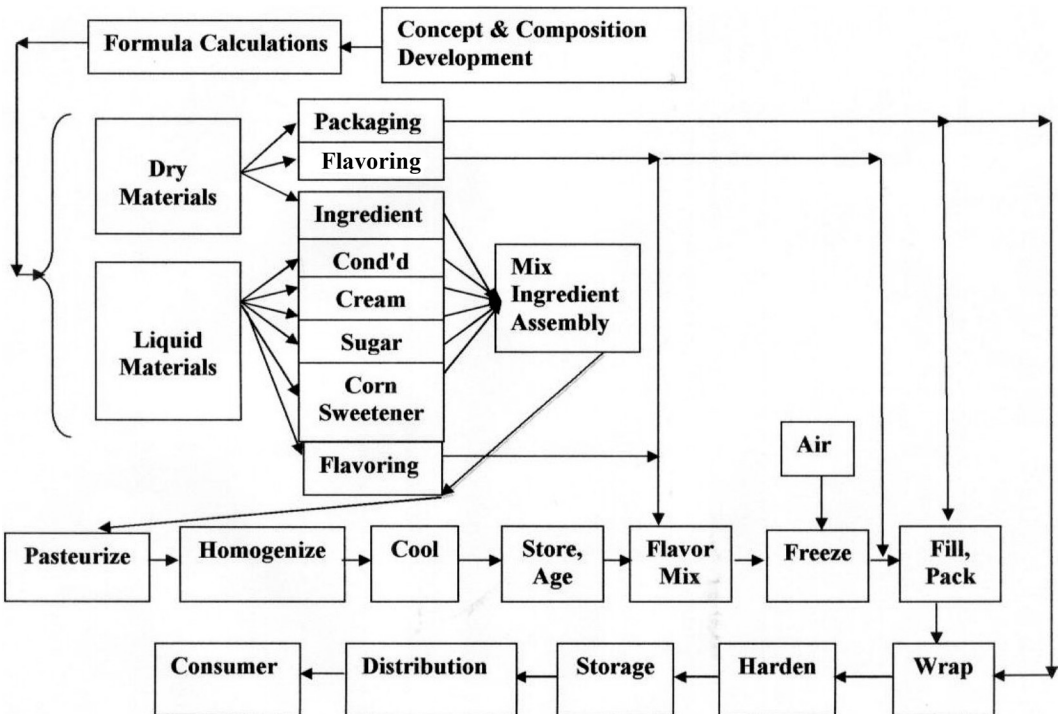 Formula Calculations
Concept & Composition
Development
Dry
Materials
Packaging
Flavoring
Ingredient
Liquid
Materials
Cond'd
Cream
Sugar
Corn
Sweetener
Flavoring
Mix
Ingredient
Assembly
Air
Pasteurize
Homogenize
Cool
Store,
Age
Flavor
Mix
Freeze
Fill,
Pack
Consumer
Distribution
Storage
Harden
Wrap